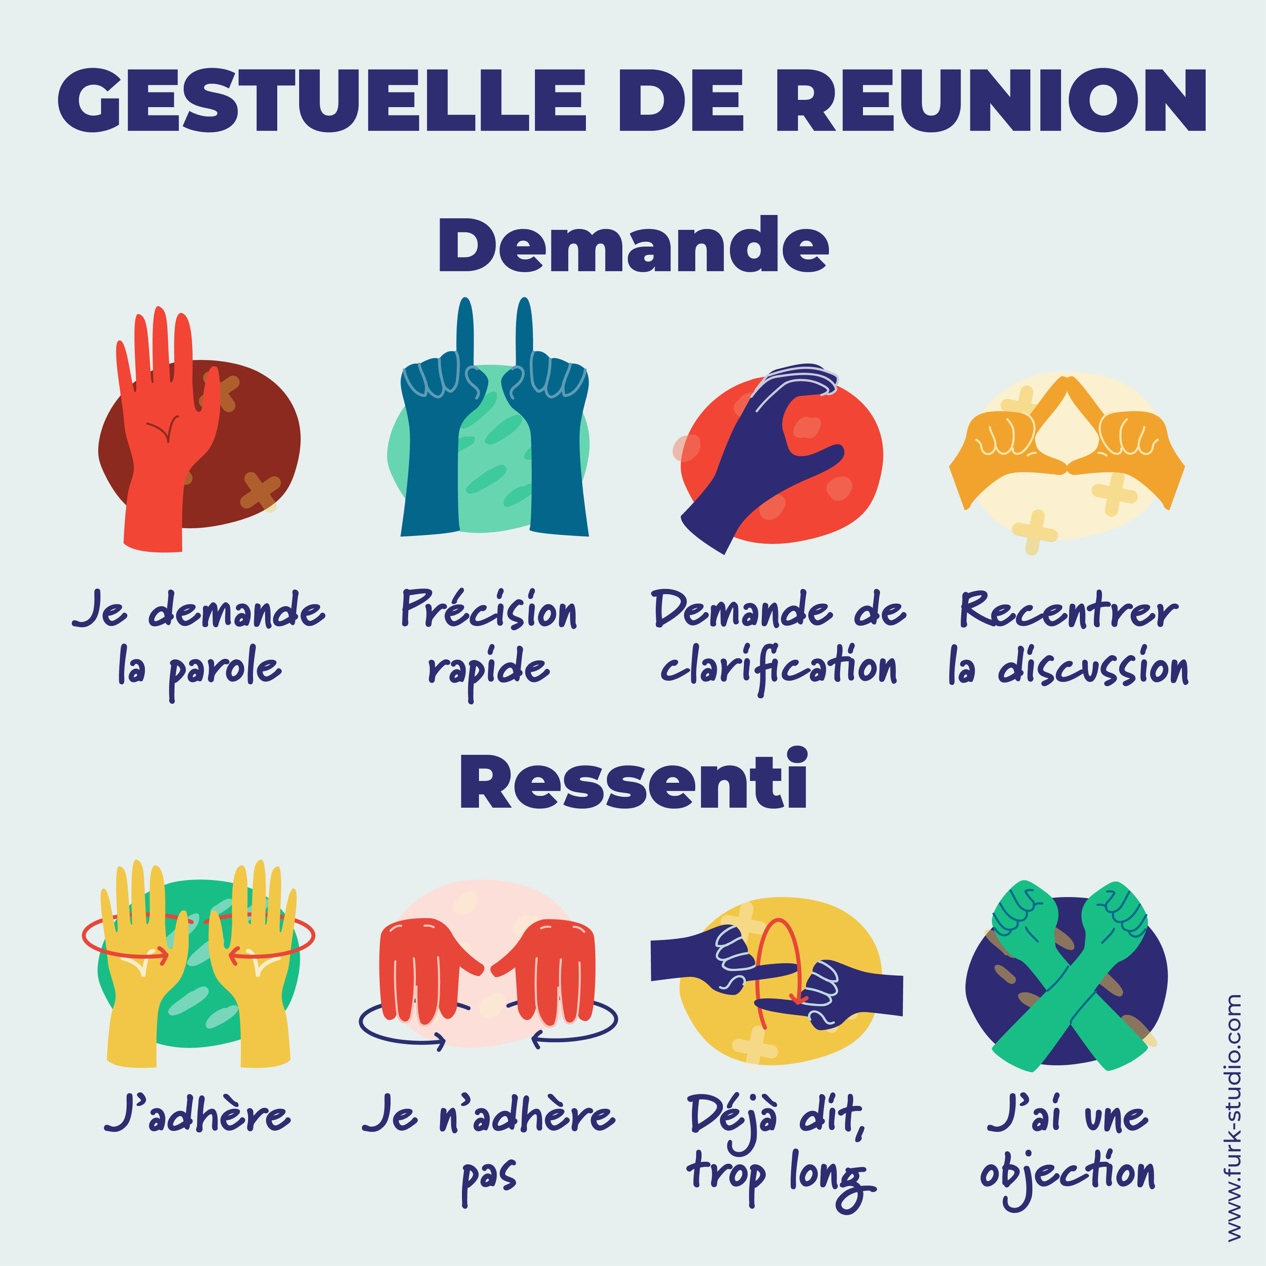 GESTUELLE DE REUNION
Demande
Je demande
la parole
Précision
rapide
Demande de
clarification
Recentrer
la discussion
Ressenti
J'adhère
Je n'adhère
pas
Déjà dit,
trop long
J'ai une
objection
www.furk-studio.com